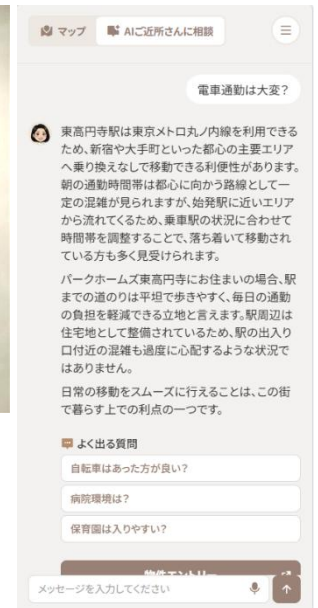 マップ
AIご近所さんに相談
電車通勤は大変？
東高円寺駅は東京メトロ丸ノ内線を利用できる
ため、新宿や大手町といった都心の主要エリア
へ乗り換えなしで移動できる利便性があります。
朝の通勤時間帯は都心に向かう路線として一
定の混雑が見られますが、始発駅に近いエリア
から流れてくるため、乗車駅の状況に合わせて
時間帯を調整することで、落ち着いて移動され
ている方も多く見受けられます。
パークホームズ東高円寺にお住まいの場合、駅
までの道のりは平坦で歩きやすく、毎日の通勤
の負担を軽減できる立地と言えます。駅周辺は
住宅地として整備されているため、駅の出入り
口付近の混雑も過度に心配するような状況で
はありません。
日常の移動をスムーズに行えることは、この街
で暮らす上での利点の一つです。
よく出る質問
自転車はあった方が良い？
病院環境は？
保育園は入りやすい？
物件エントリー
メッセージを入力してください